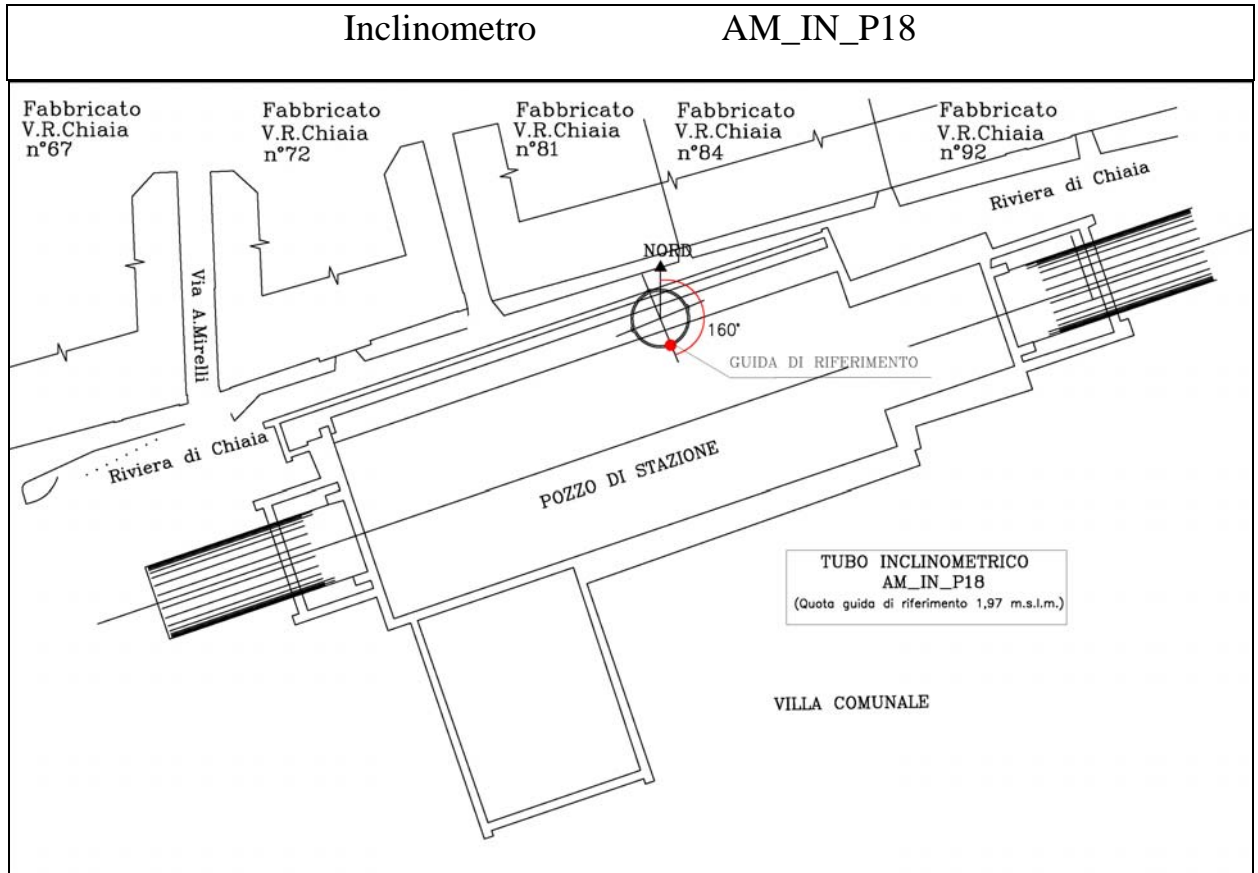 Inclinometro AM_IN_P18
Fabbricato
V.R.Chiaia
n°67
Fabbricato
V.R.Chiaia
n°72
Fabbricato
V.R.Chiaia
n°81
Fabbricato
V.R.Chiaia
n°84
Fabbricato
V.R.Chiaia
n°92
Riviera di Chiaia
NORD
Via A.Mirelli
160°
GUIDA DI RIFERIMENTO
Riviera di Chiaia
POZZO DI STAZIONE
TUBO INCLINOMETRICO
AM_IN_P18
(Quota guida di riferimento 1,97 m.s.l.m.)
VILLA COMUNALE